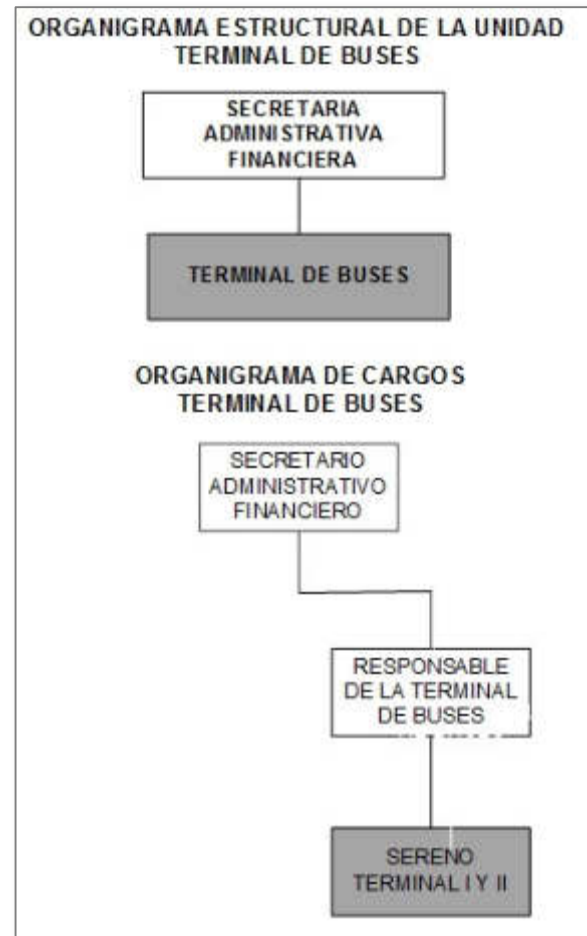 ORGANIGRAMA ESTRUCTURAL DE LA UNIDAD
TERMINAL DE BUSES
SECRETARIA
ADMINISTRATIVA
FINANCIERA
TERMINAL DE BUSES
ORGANIGRAMA DE CARGOS
TERMINAL DE BUSES
SECRETARIO
ADMINISTRATIVO
FINANCIERO
RESPONSABLE
DE LA TERMINAL
DE BUSES
SERENO
TERMINAL I Y II